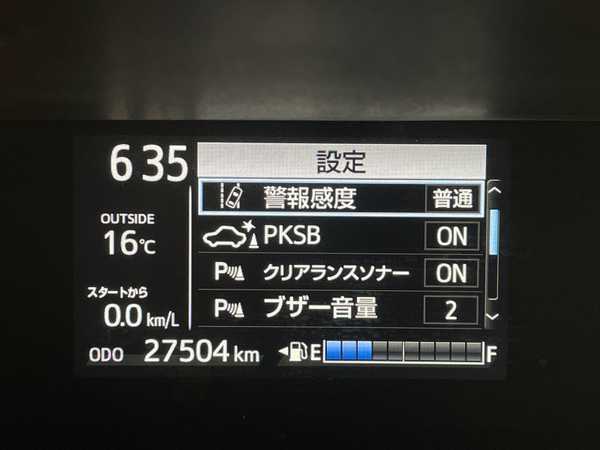 6 35
設定
警報感度 普通
OUTSIDE
16℃
PKSB ON
P クリアランスソナー ON
スタートから
0.0 km/L
P ブザー音量 2
ODO 27504 km
E F